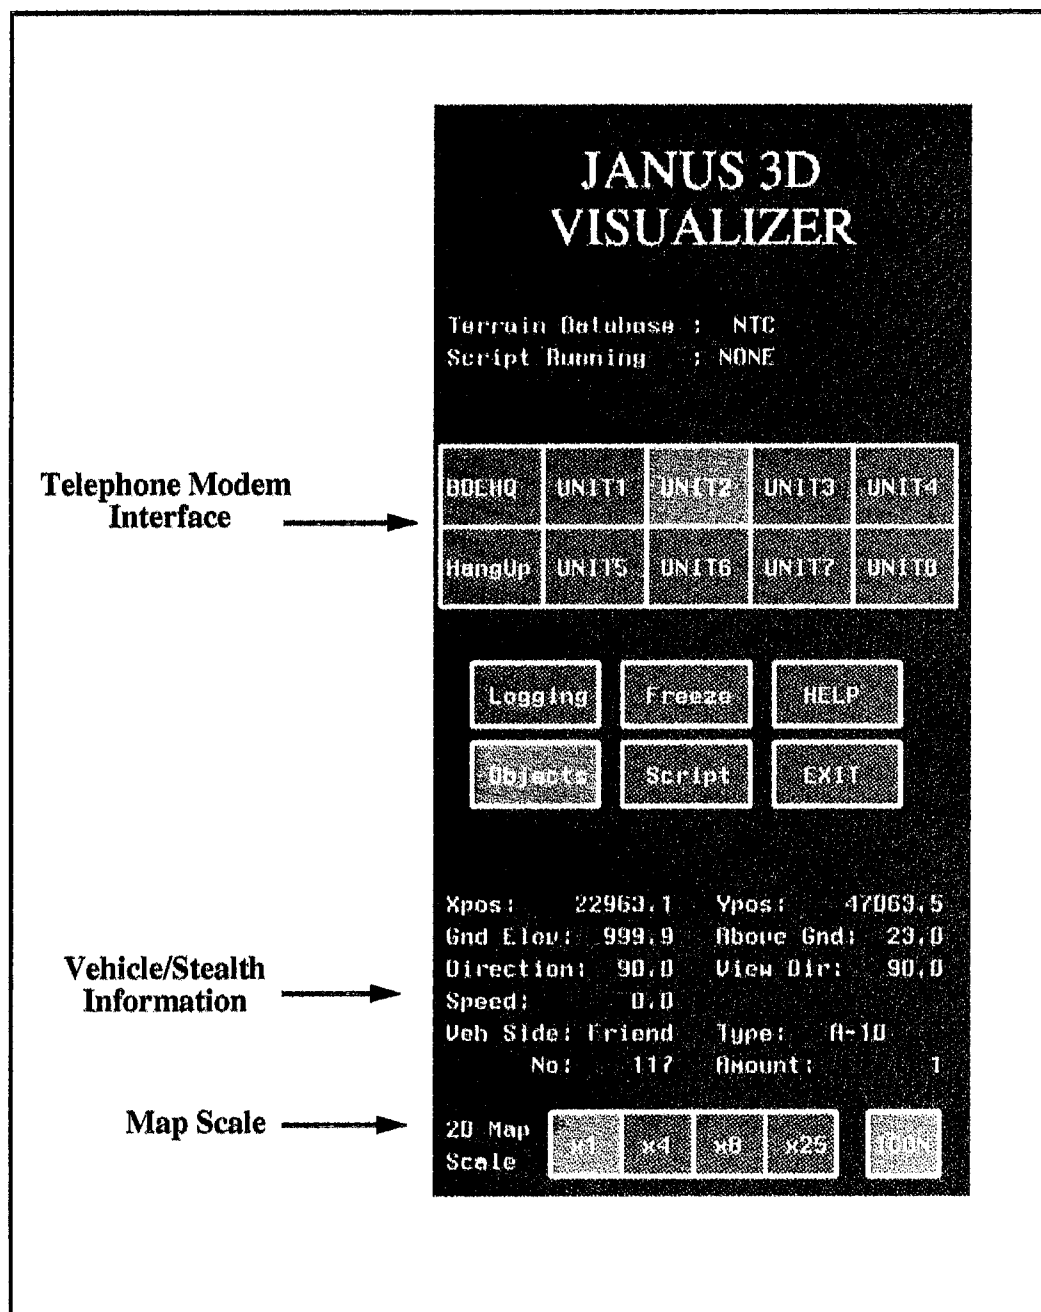 JANUS 3D
VISUALIZER
Terrain Database : NTC
Script Running : NONE
Telephone Modem
Interface
BDEHQ UNIT1 UNIT2 UNIT3 UNIT4
HangUp UNIT5 UNIT6 UNIT7 UNIT8
Logging Freeze HELP
Objects Script EXIT
Vehicle/Stealth
Information
Xpos: 22963.1 Ypos: 47063.5
Gnd Elev: 999.9 Above Gnd: 23.0
Direction: 90.0 View Dir: 90.0
Speed: 0.0
Veh Side: Friend Type: A-10
No: 117 Amount: 1
Map Scale
2D Map
Scale
x1 x4 x8 x25 ICON